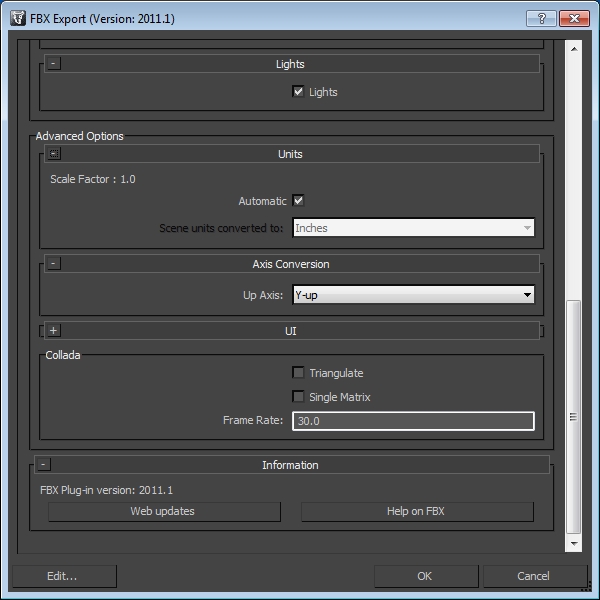 FBX Export (Version: 2011.1)
- Lights
Lights
Advanced Options
- Units
Scale Factor : 1.0
Automatic
Scene units converted to: Inches
- Axis Conversion
Up Axis: Y-up
+ UI
Collada
Triangulate
Single Matrix
Frame Rate: 30.0
- Information
FBX Plug-in version: 2011.1
Web updates Help on FBX
Edit... OK Cancel